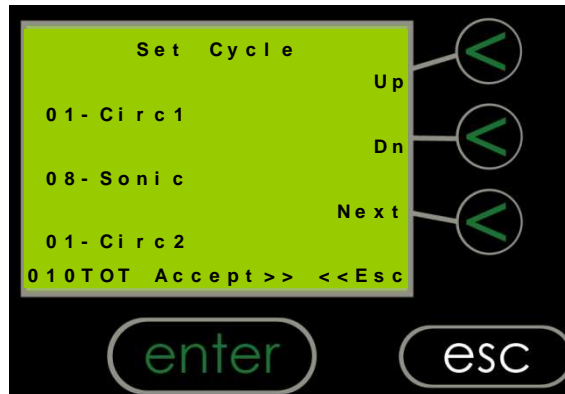 Set Cycle
Up
01-Circ1
Dn
08-Sonic
Next
01-Circ2
010TOT Accept>> <<Esc
<
<
<
enter
esc